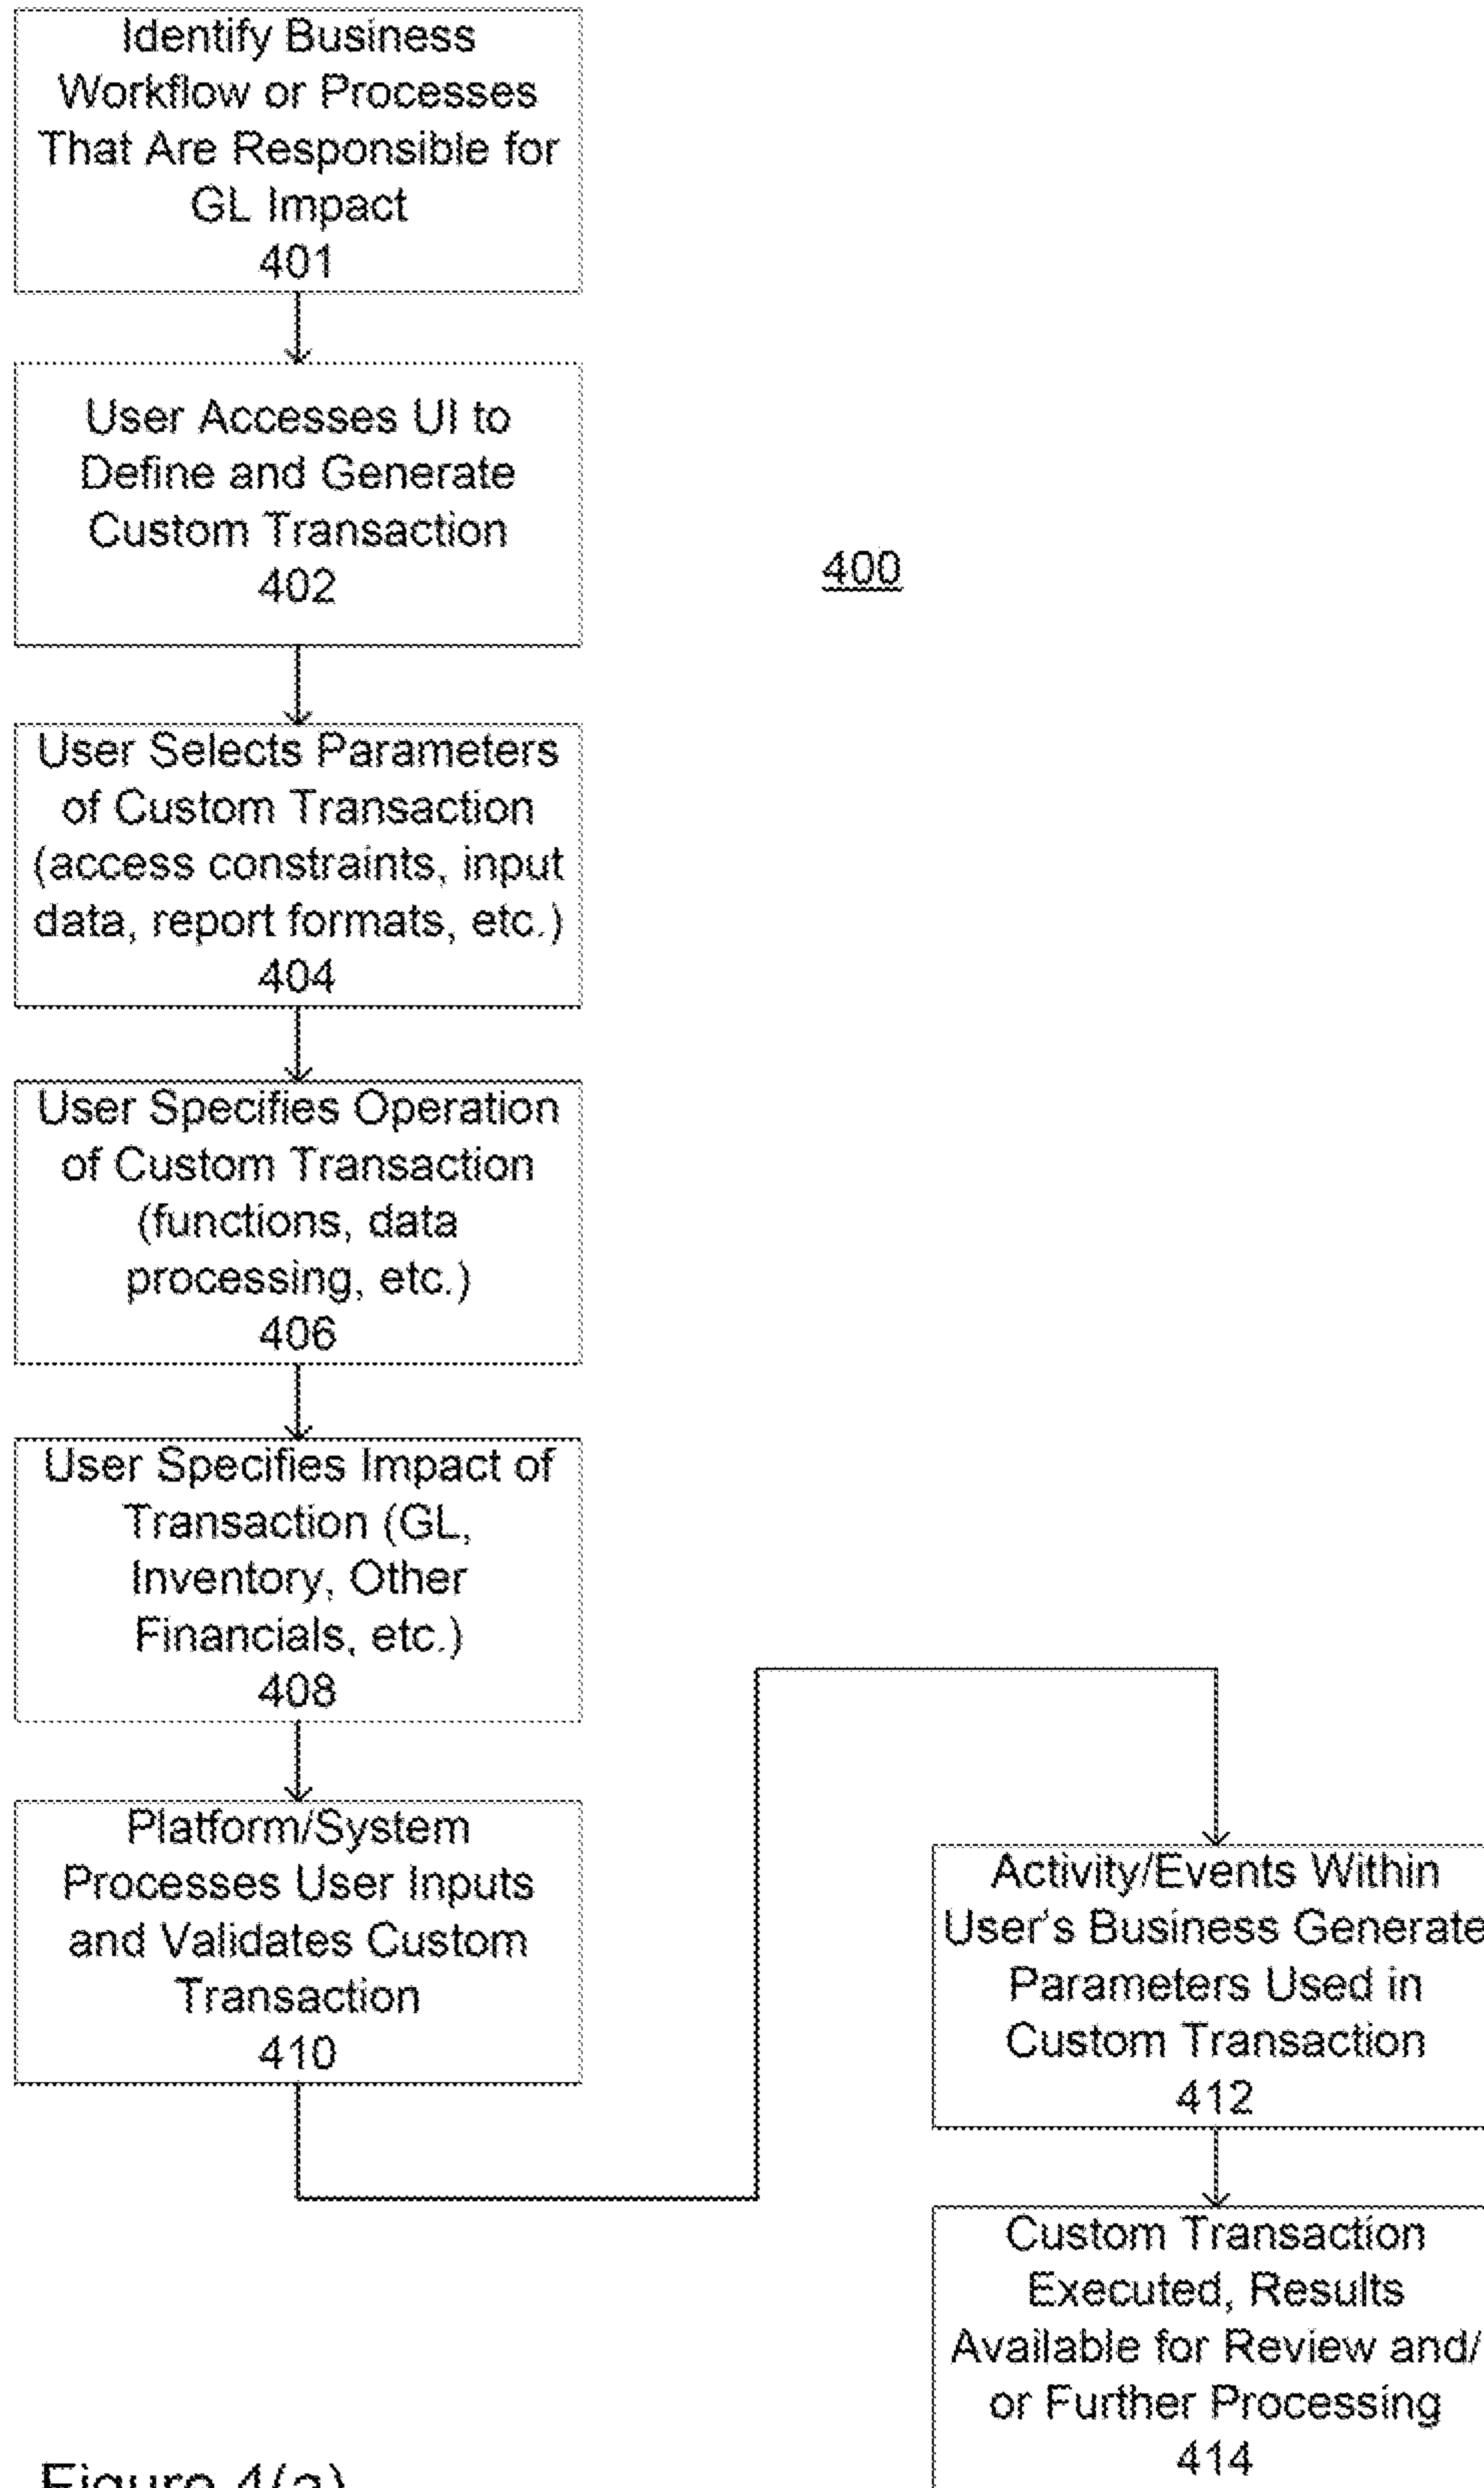 Identify Business
Workflow or Processes
That Are Responsible for
GL Impact
401
User Accesses UI to
Define and Generate
Custom Transaction
402
400
User Selects Parameters
of Custom Transaction
(access constraints, input
data, report formats, etc.)
404
User Specifies Operation
of Custom Transaction
(functions, data
processing, etc.)
406
User Specifies Impact of
Transaction (GL,
Inventory, Other
Financials, etc.)
408
Platform/System
Processes User Inputs
and Validates Custom
Transaction
410
Activity/Events Within
User's Business Generate
Parameters Used in
Custom Transaction
412
Custom Transaction
Executed, Results
Available for Review and/
or Further Processing
414
Figure 4(a)